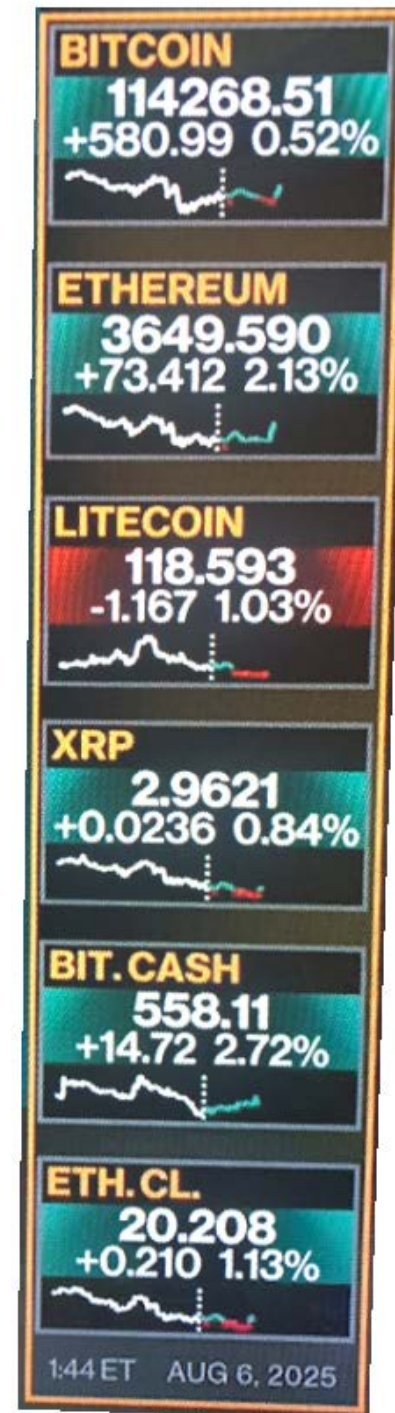 BITCOIN
114268.51
+580.99 0.52%
ETHEREUM
3649.590
+73.412 2.13%
LITECOIN
118.593
-1.167 1.03%
XRP
2.9621
+0.0236 0.84%
BIT.CASH
558.11
+14.72 2.72%
ETH.CL.
20.208
+0.210 1.13%
1:44 ET AUG 6, 2025